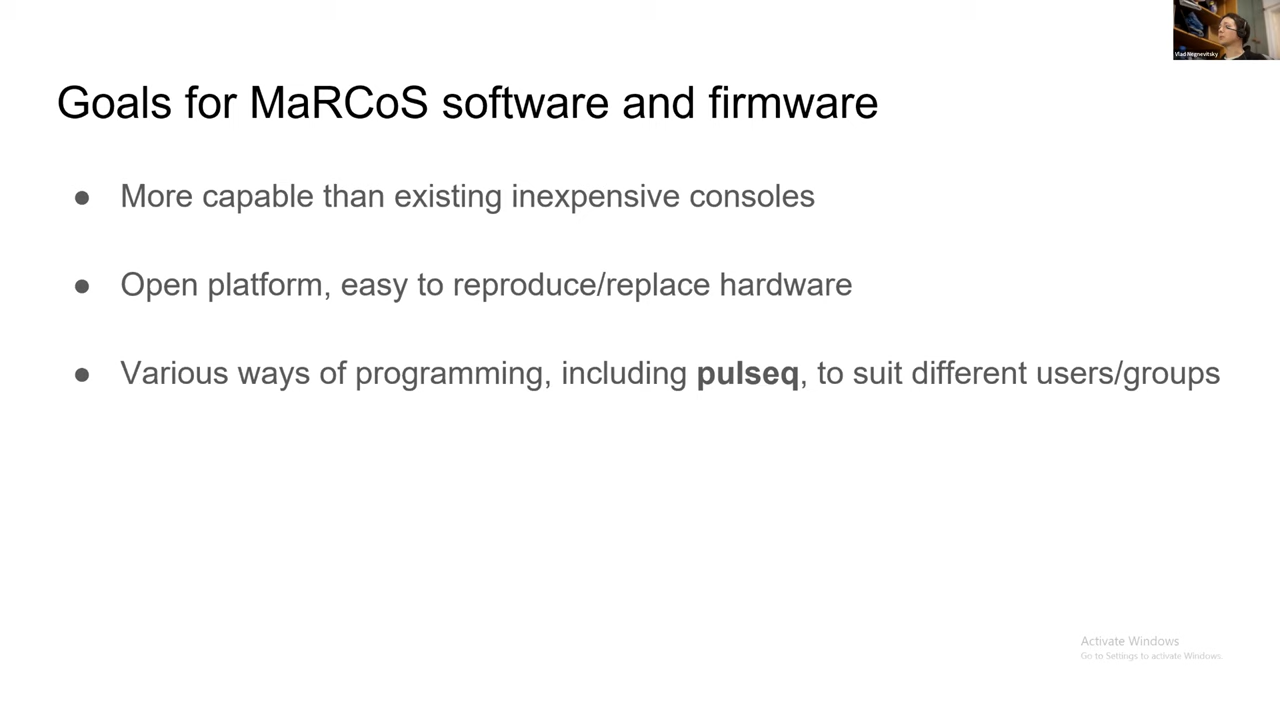 Vlad Negnevitsky
Goals for MaRCoS software and firmware
● More capable than existing inexpensive consoles
● Open platform, easy to reproduce/replace hardware
● Various ways of programming, including pulseq, to suit different users/groups
Activate Windows
Go to Settings to activate Windows.